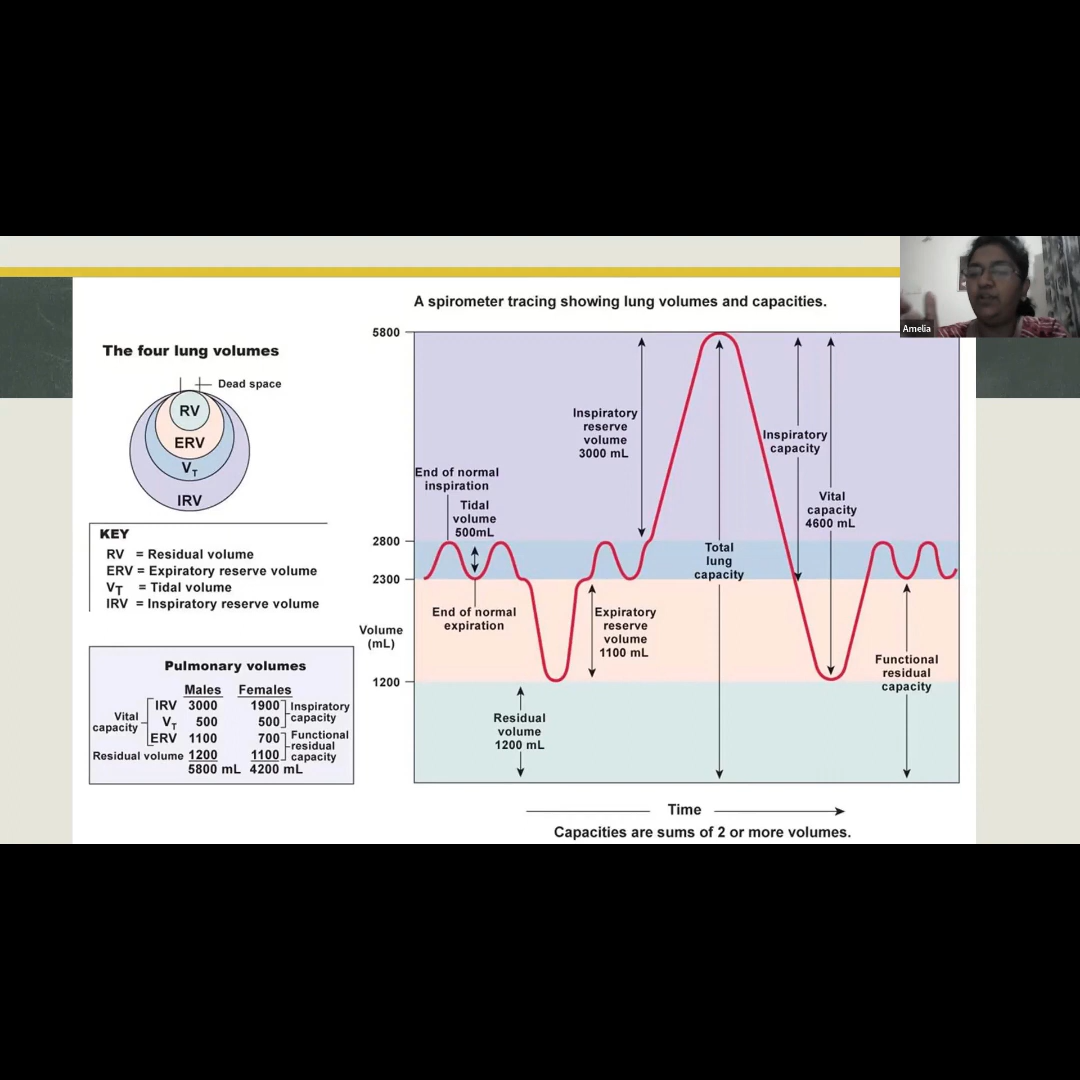 Amelia
A spirometer tracing showing lung volumes and capacities.
The four lung volumes
Dead space
RV
ERV
VT
IRV
KEY
RV = Residual volume
ERV = Expiratory reserve volume
VT = Tidal volume
IRV = Inspiratory reserve volume
Pulmonary volumes
Males Females
IRV 3000 1900 Inspiratory
Vital VT 500 500 capacity
capacity ERV 1100 700 Functional
residual
Residual volume 1200 1100 capacity
5800 mL 4200 mL
5800
2800
2300
Volume
(mL)
1200
End of normal
inspiration
Tidal
volume
500mL
End of normal
expiration
Inspiratory
reserve
volume
3000 mL
Expiratory
reserve
volume
1100 mL
Residual
volume
1200 mL
Total
lung
capacity
Inspiratory
capacity
Vital
capacity
4600 mL
Functional
residual
capacity
Time
Capacities are sums of 2 or more volumes.